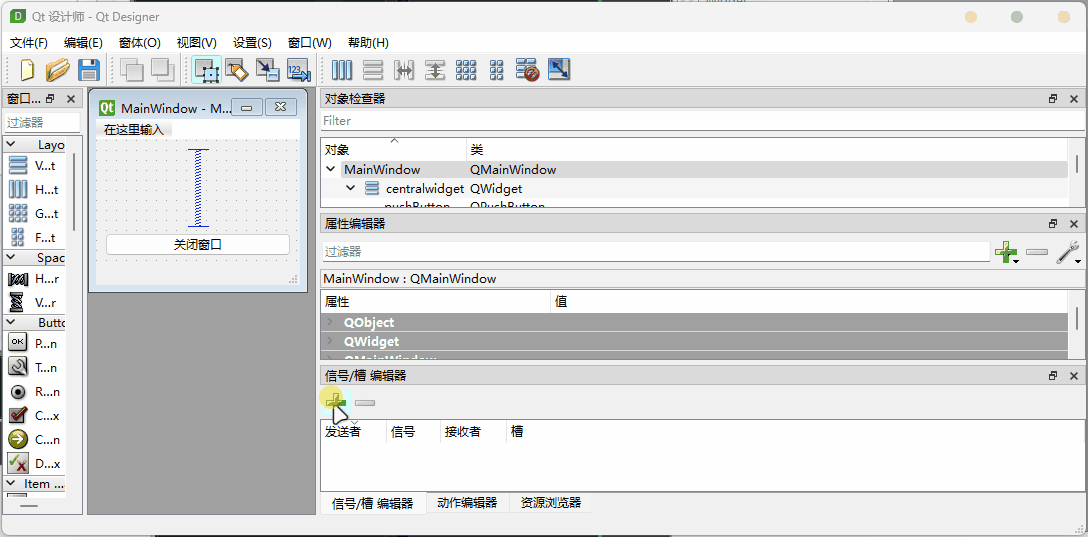 Qt 设计师 - Qt Designer
文件(F) 编辑(E) 窗体(O) 视图(V) 设置(S) 窗口(W) 帮助(H)
窗口...
过滤器
Layo
V...t
H...t
G...t
F...t
Spac
H...r
V...r
Butto
OK P...n
T...n
R...n
C...x
C...n
D...x
Item ...
Qt MainWindow - M...
在这里输入
关闭窗口
对象检查器
Filter
对象 类
MainWindow QMainWindow
centralwidget QWidget
pushButton QPushButton
属性编辑器
过滤器
MainWindow : QMainWindow
属性 值
QObject
QWidget
QMainWindow
信号/槽 编辑器
发送者 信号 接收者 槽
信号/槽 编辑器 动作编辑器 资源浏览器